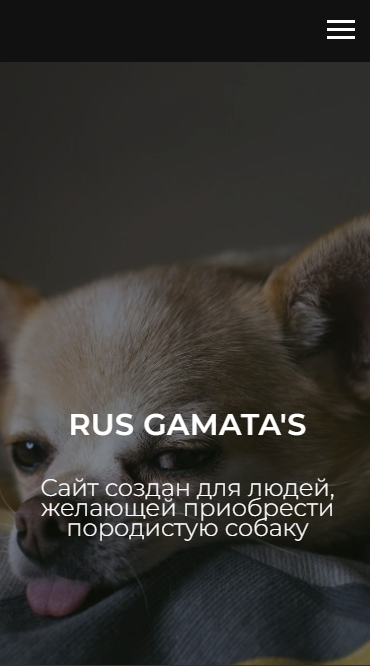 RUS GAMATA'S
Сайт создан для людей,
желающей приобрести
породистую собаку